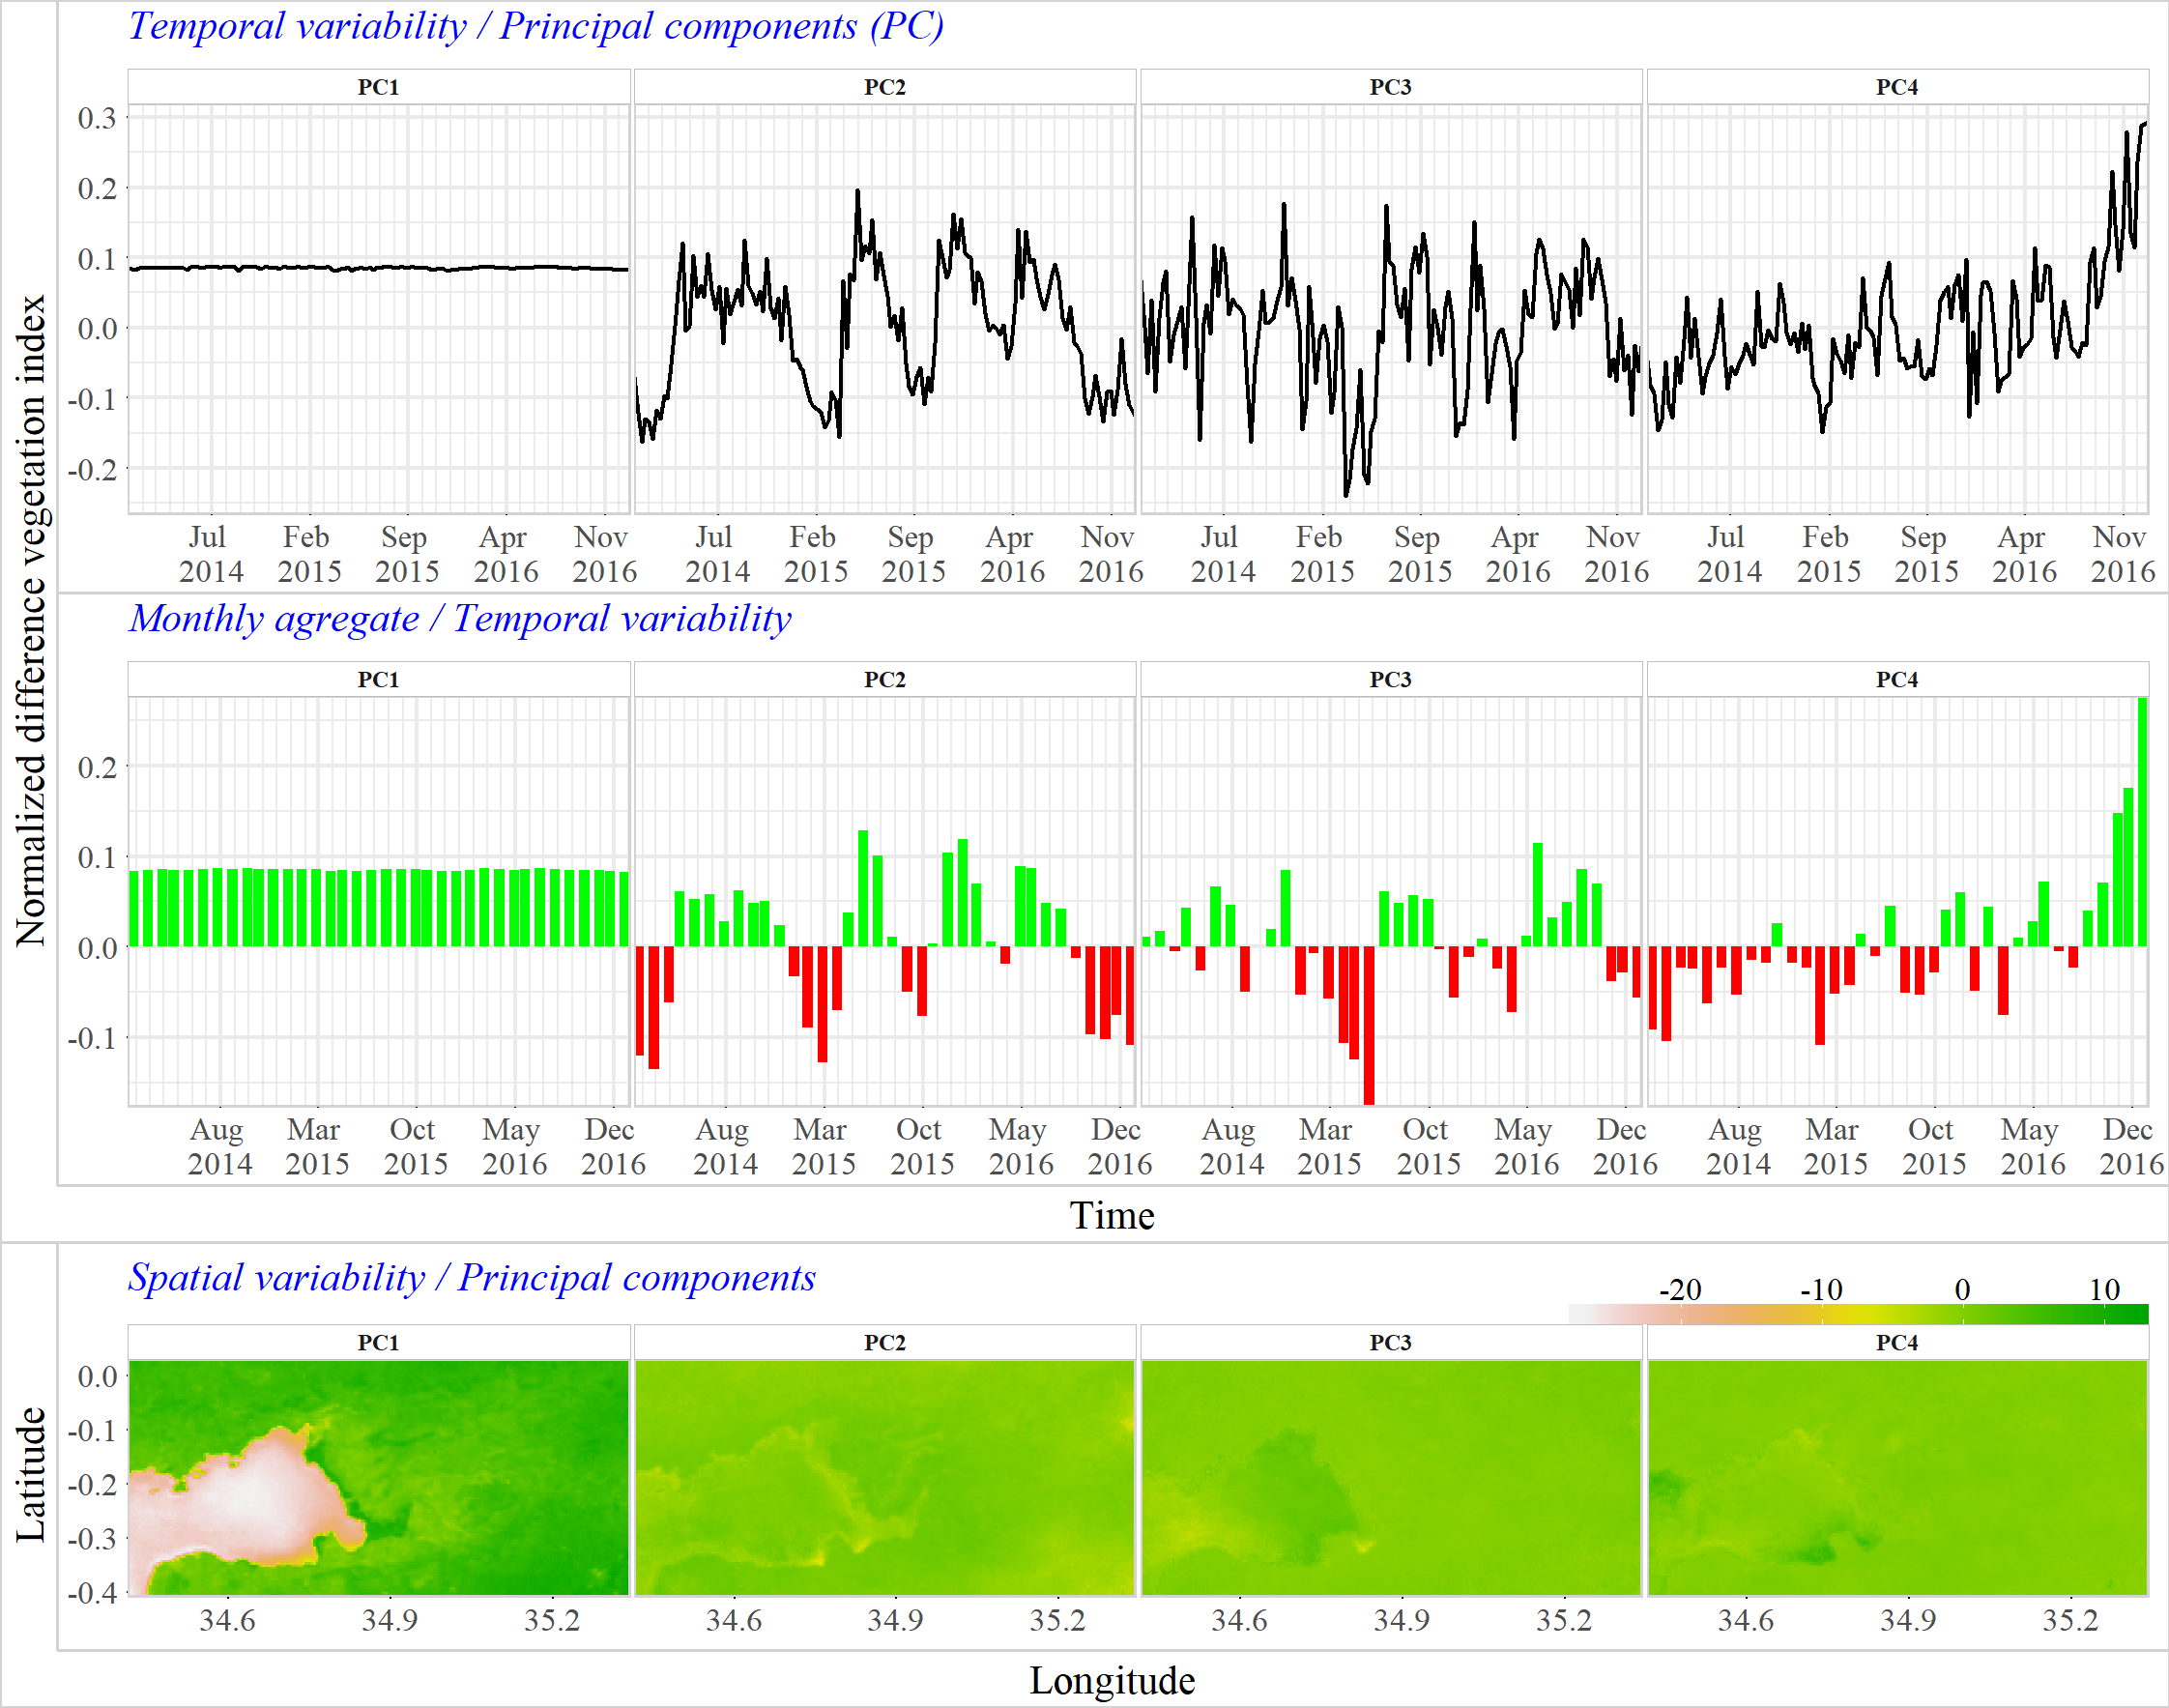 Temporal variability / Principal components (PC)
PC1 PC2 PC3 PC4
Normalized difference vegetation index
0.3
0.2
0.1
0.0
-0.1
-0.2
Jul Feb Sep Apr Nov Jul Feb Sep Apr Nov Jul Feb Sep Apr Nov Jul Feb Sep Apr Nov
2014 2015 2015 2016 2016 2014 2015 2015 2016 2016 2014 2015 2015 2016 2016 2014 2015 2015 2016 2016
Monthly agregate / Temporal variability
PC1 PC2 PC3 PC4
0.2
0.1
0.0
-0.1
Aug Mar Oct May Dec Aug Mar Oct May Dec Aug Mar Oct May Dec Aug Mar Oct May Dec
2014 2015 2015 2016 2016 2014 2015 2015 2016 2016 2014 2015 2015 2016 2016 2014 2015 2015 2016 2016
Time
Spatial variability / Principal components
-20 -10 0 10
PC1 PC2 PC3 PC4
Latitude
0.0
-0.1
-0.2
-0.3
-0.4
34.6 34.9 35.2 34.6 34.9 35.2 34.6 34.9 35.2 34.6 34.9 35.2
Longitude